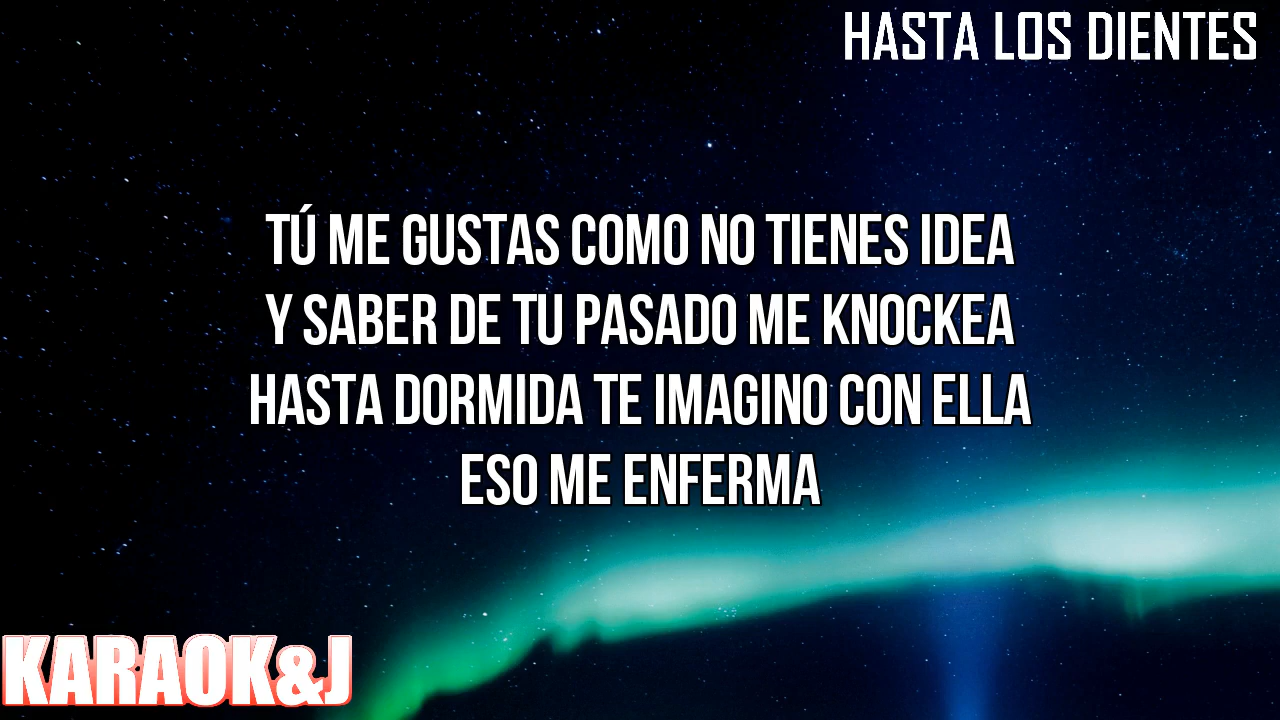 HASTA LOS DIENTES
TÚ ME GUSTAS COMO NO TIENES IDEA
Y SABER DE TU PASADO ME KNOCKEA
HASTA DORMIDA TE IMAGINO CON ELLA
ESO ME ENFERMA
KARAOK&J